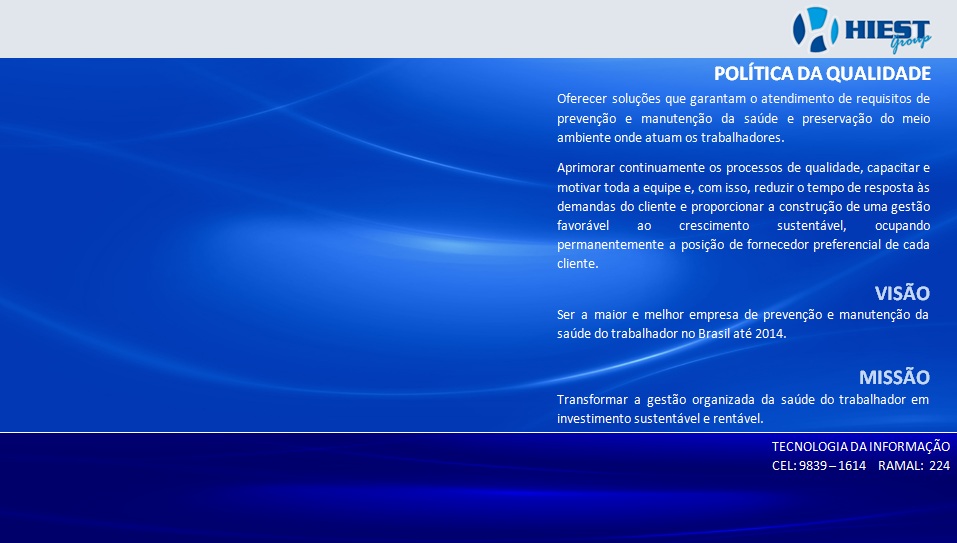 HIEST
Group
POLÍTICA DA QUALIDADE
Oferecer soluções que garantam o atendimento de requisitos de
prevenção e manutenção da saúde e preservação do meio
ambiente onde atuam os trabalhadores.
Aprimorar continuamente os processos de qualidade, capacitar e
motivar toda a equipe e, com isso, reduzir o tempo de resposta às
demandas do cliente e proporcionar a construção de uma gestão
favorável ao crescimento sustentável, ocupando
permanentemente a posição de fornecedor preferencial de cada
cliente.
VISÃO
Ser a maior e melhor empresa de prevenção e manutenção da
saúde do trabalhador no Brasil até 2014.
MISSÃO
Transformar a gestão organizada da saúde do trabalhador em
investimento sustentável e rentável.
TECNOLOGIA DA INFORMAÇÃO
CEL: 9839 – 1614 RAMAL: 224